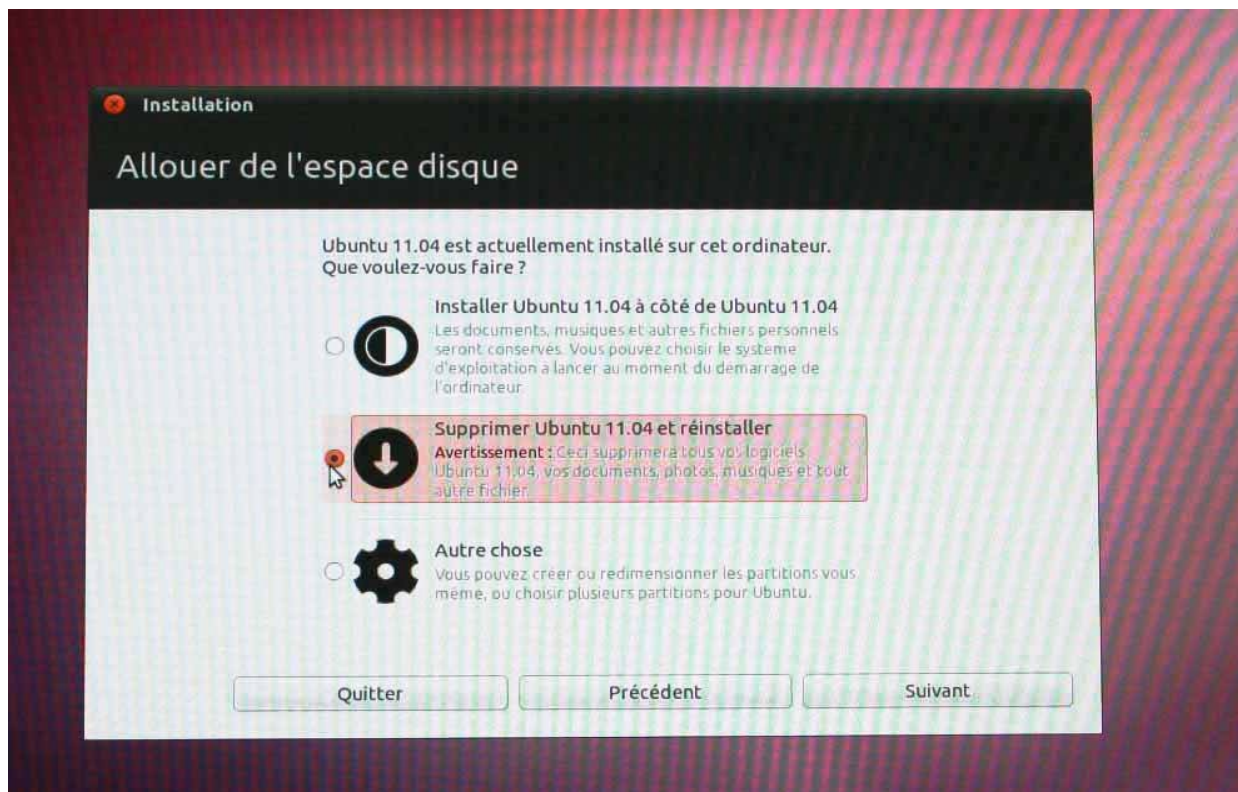 Installation
Allouer de l'espace disque
Ubuntu 11.04 est actuellement installé sur cet ordinateur.
Que voulez-vous faire ?
Installer Ubuntu 11.04 à côté de Ubuntu 11.04
Les documents, musiques et autres fichiers personnels
seront conservés. Vous pouvez choisir le système
d'exploitation à lancer au moment du démarrage de
l'ordinateur.
Supprimer Ubuntu 11.04 et réinstaller
Avertissement : Ceci supprimera tous vos logiciels
Ubuntu 11.04, vos documents, photos, musiques et tout
autre fichier.
Autre chose
Vous pouvez créer ou redimensionner les partitions vous
même, ou choisir plusieurs partitions pour Ubuntu.
Quitter
Précédent
Suivant